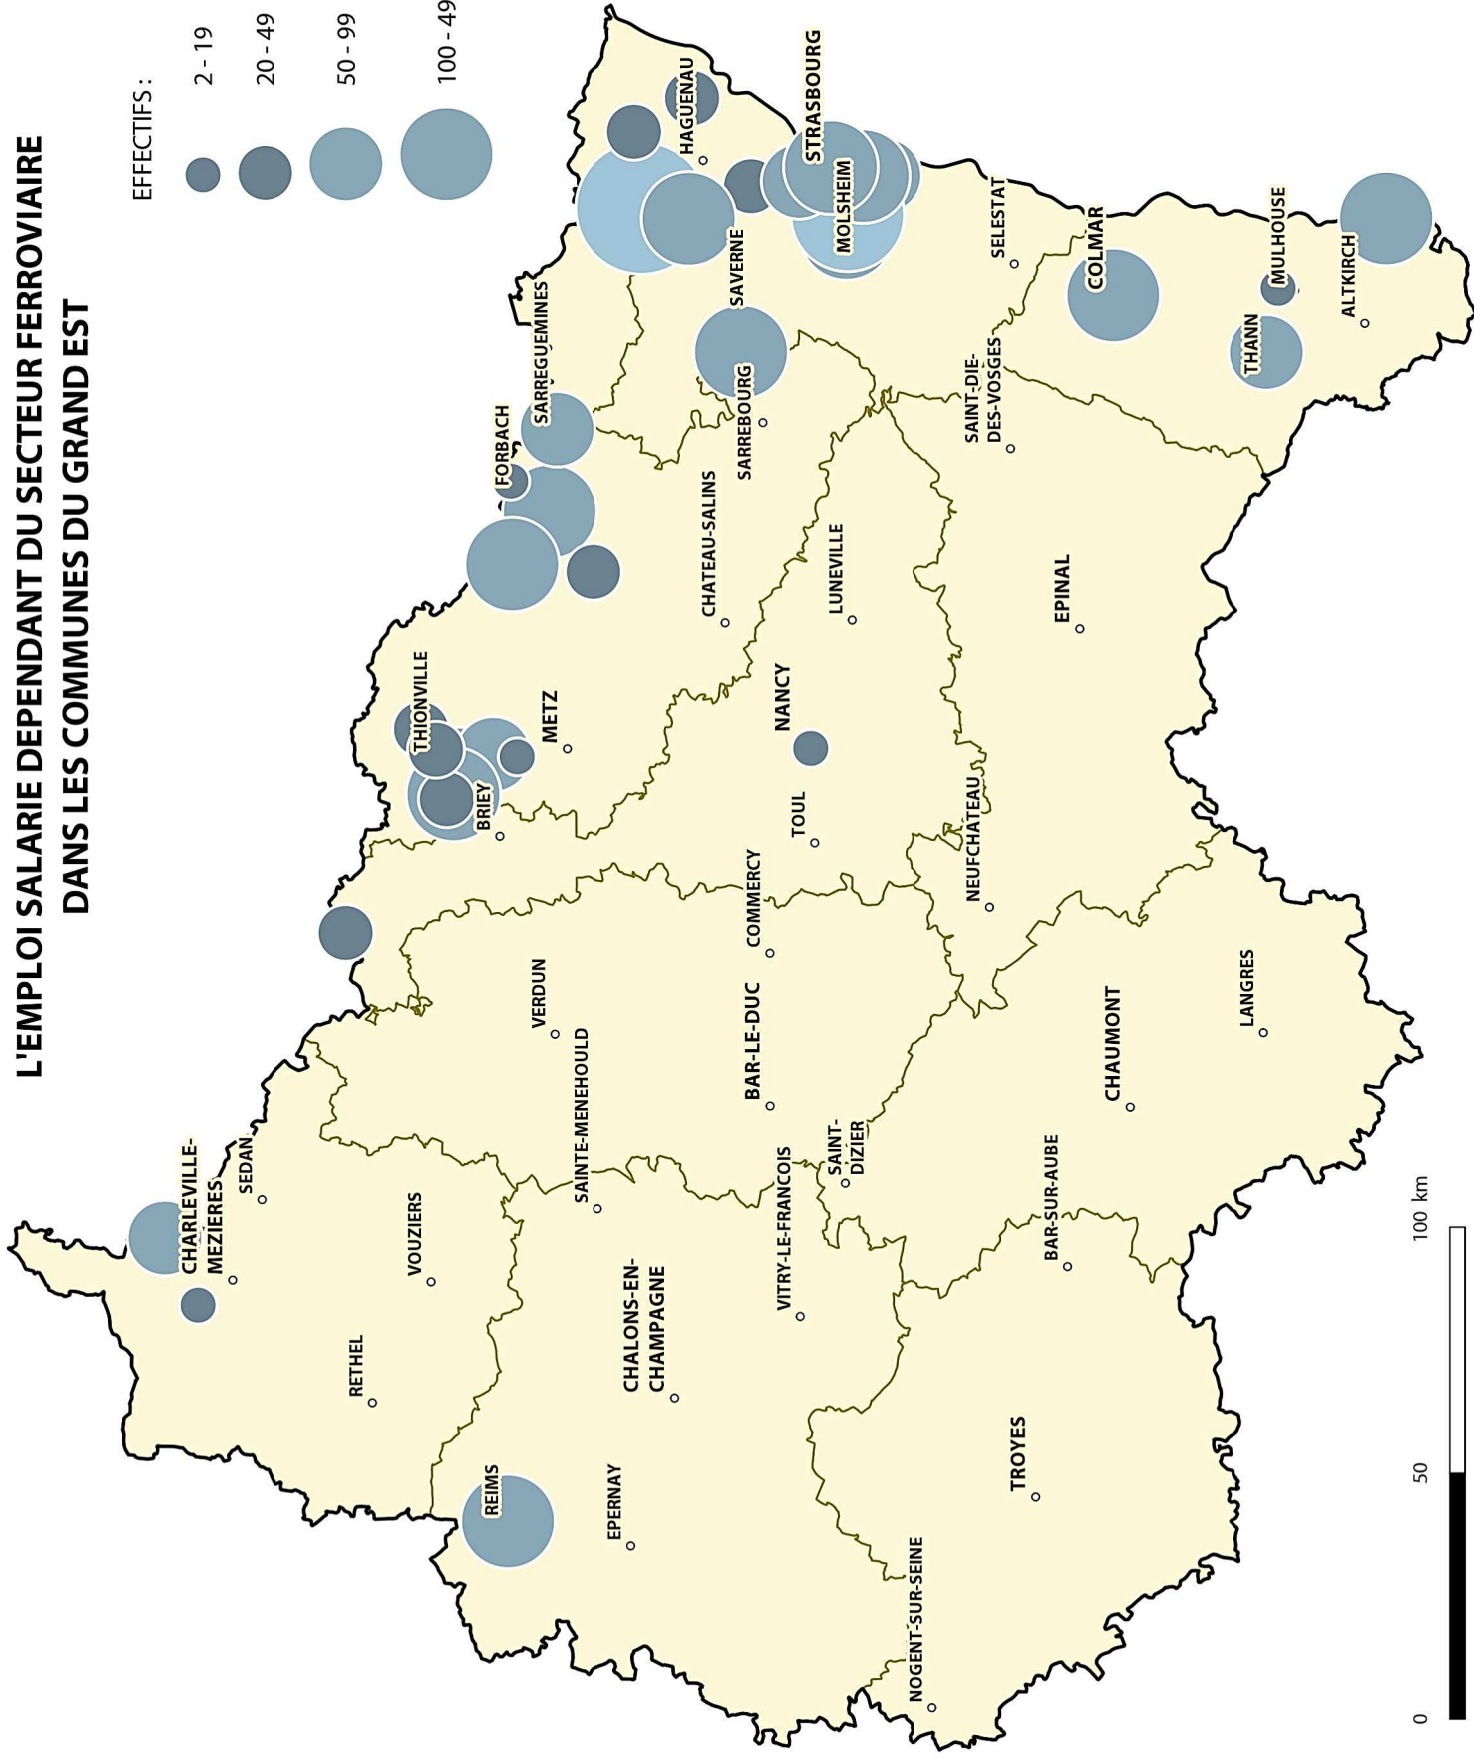 L'EMPLOI SALARIE DEPENDANT DU SECTEUR FERROVIAIRE
DANS LES COMMUNES DU GRAND EST
EFFECTIFS :
2 - 19
20 - 49
50 - 99
100 - 49
CHARLEVILLE-
MEZIERES
SEDAN
RETHEL
VOUZIERS
REIMS
EPERNAY
CHALONS-EN-
CHAMPAGNE
SAINTE-MENEHOULD
VITRY-LE-FRANCOIS
VERDUN
BAR-LE-DUC
COMMERCY
SAINT-
DIZIER
BRIEY
THIONVILLE
METZ
FORBACH
SARREGUEMINES
CHATEAU-SALINS
SARREBOURG
SAVERNE
HAGUENAU
STRASBOURG
MOLSHEIM
SELESTAT
TOUL
NANCY
LUNEVILLE
NEUFCHATEAU
EPINAL
SAINT-DIE-
DES-VOSGES
COLMAR
THANN
MULHOUSE
ALTKIRCH
NOGENT-SUR-SEINE
TROYES
BAR-SUR-AUBE
CHAUMONT
LANGRES
0
50
100 km